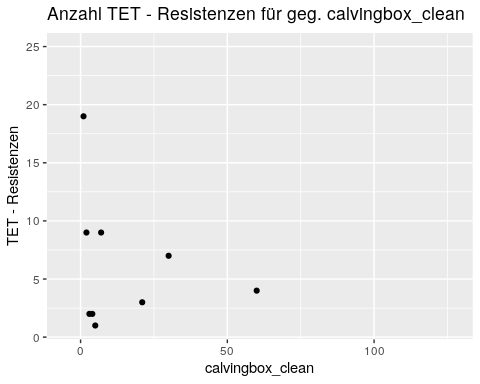 Anzahl TET - Resistenzen für geg. calvingbox_clean
25
20
15
10
5
0
TET - Resistenzen
0 50 100
calvingbox_clean